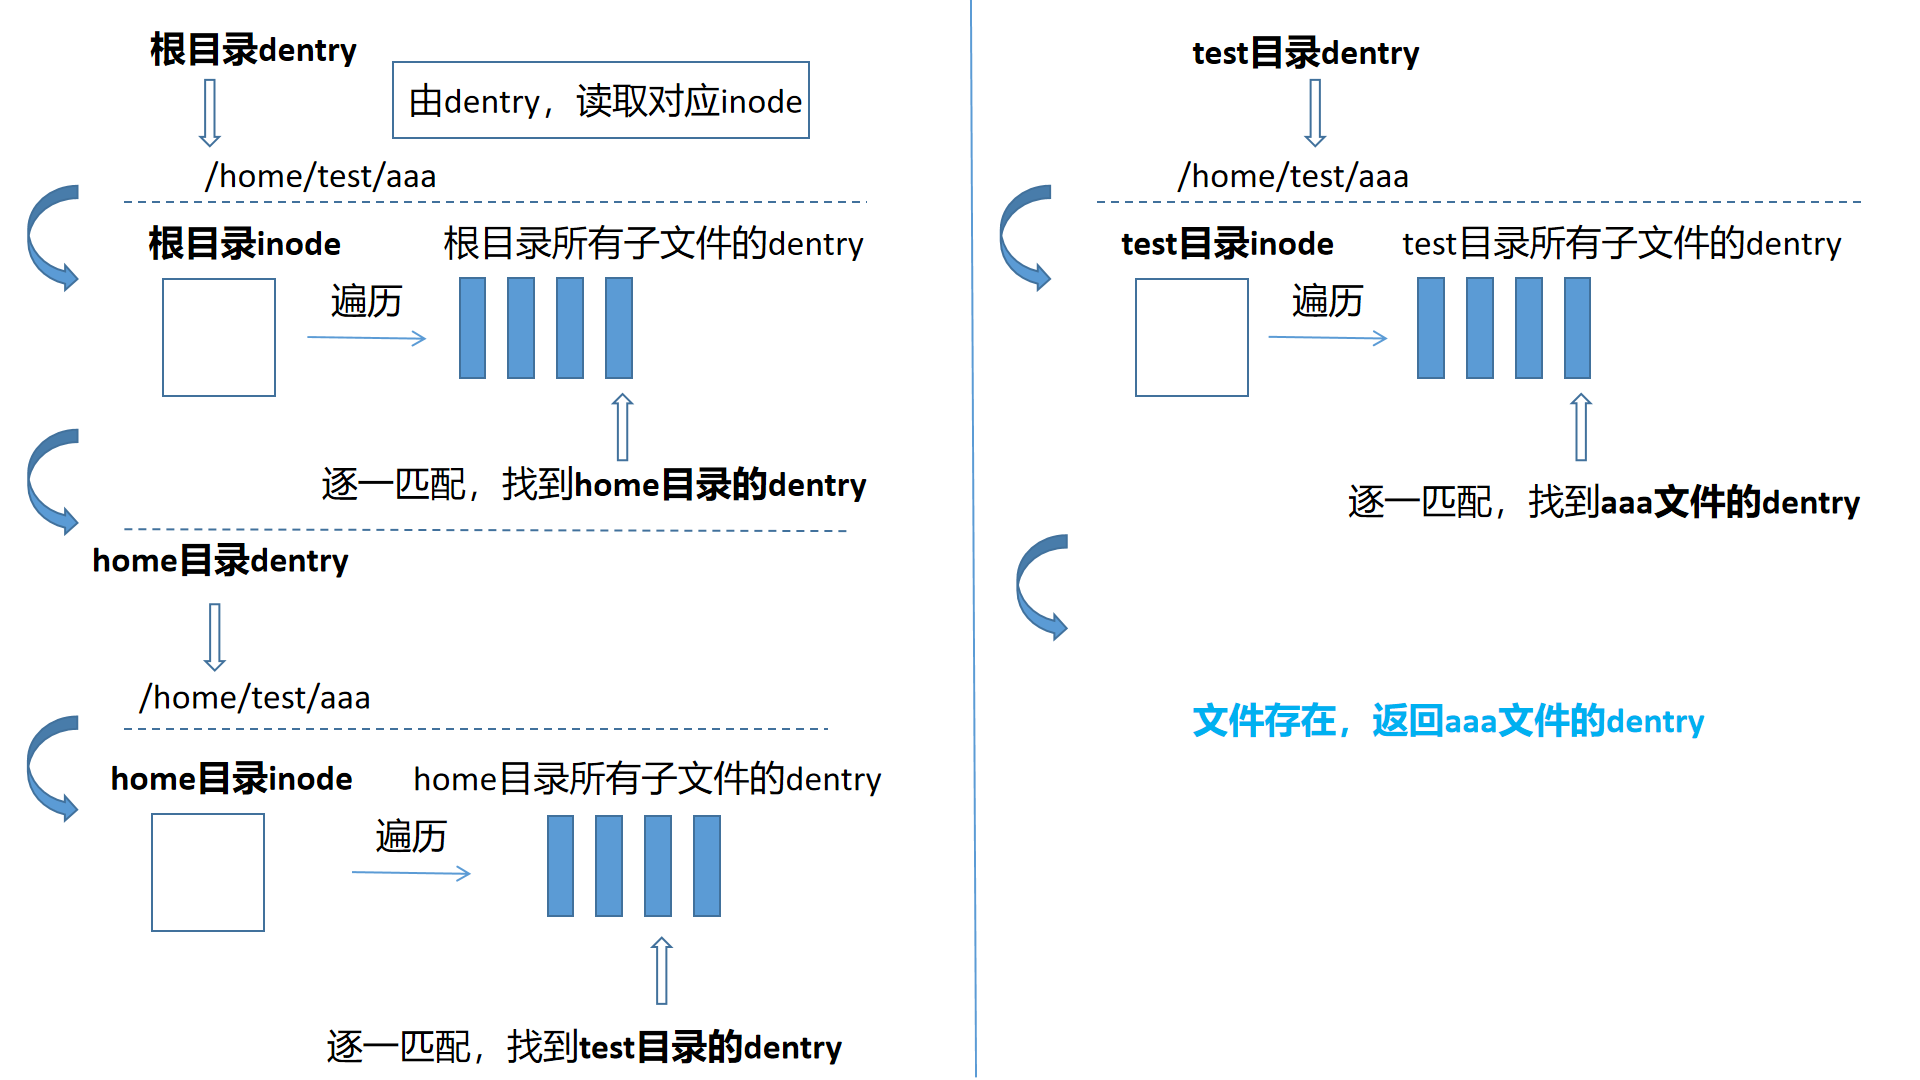 根目录dentry
由dentry，读取对应inode
/home/test/aaa
根目录inode
根目录所有子文件的dentry
遍历
逐一匹配，找到home目录的dentry
home目录dentry
/home/test/aaa
home目录inode
home目录所有子文件的dentry
遍历
逐一匹配，找到test目录的dentry
test目录dentry
/home/test/aaa
test目录inode
test目录所有子文件的dentry
遍历
逐一匹配，找到aaa文件的dentry
文件存在，返回aaa文件的dentry